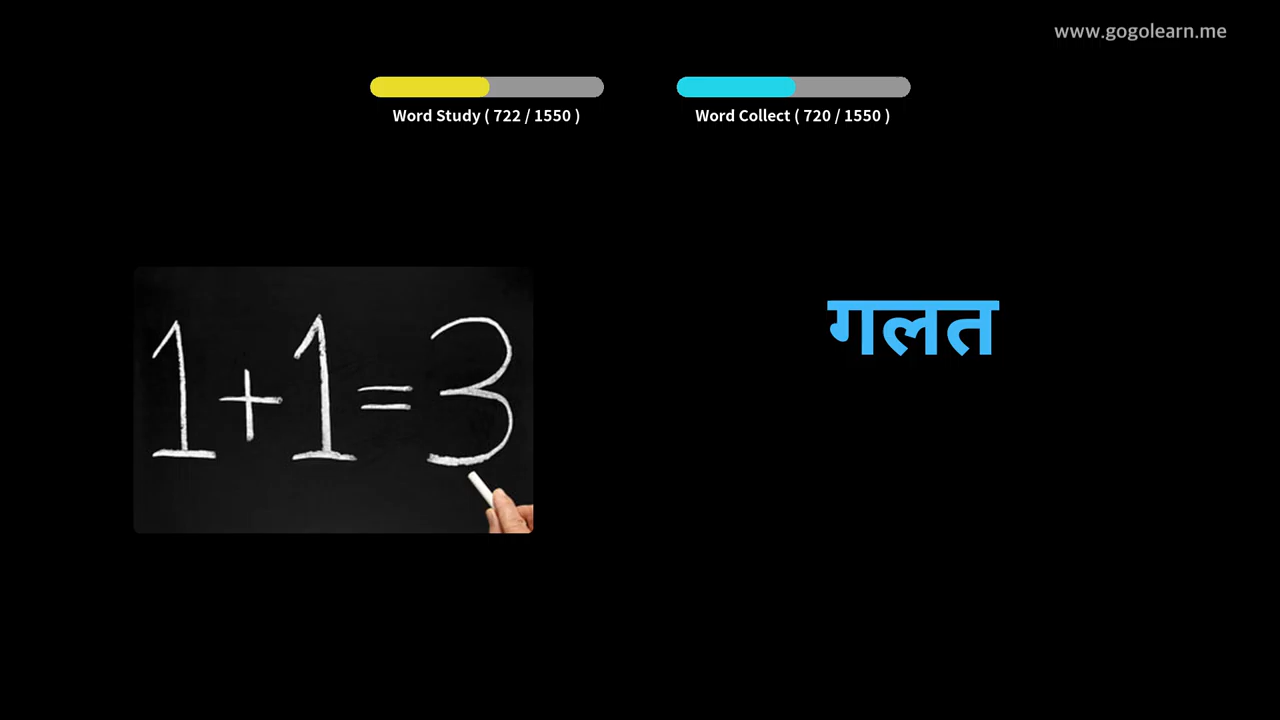 www.gogolearn.me
Word Study ( 722 / 1550 )
Word Collect ( 720 / 1550 )
1+1=3
गलत